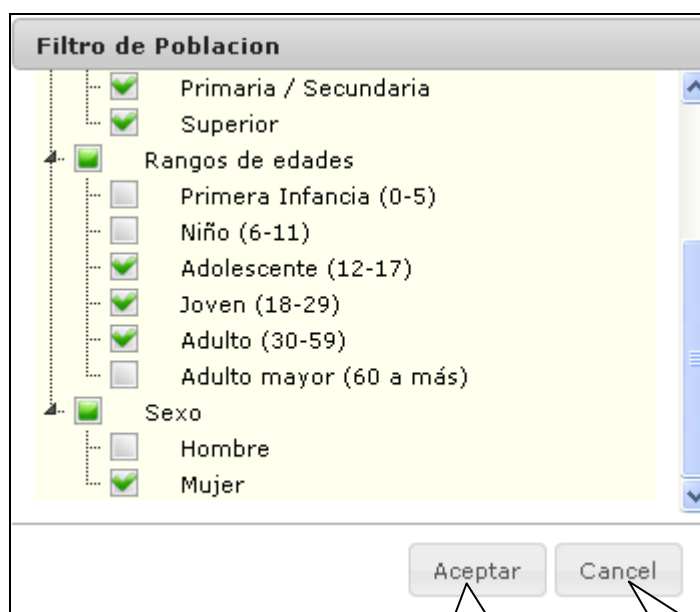 Filtro de Poblacion
Primaria / Secundaria
Superior
Rangos de edades
Primera Infancia (0-5)
Niño (6-11)
Adolescente (12-17)
Joven (18-29)
Adulto (30-59)
Adulto mayor (60 a más)
Sexo
Hombre
Mujer
Aceptar Cancel